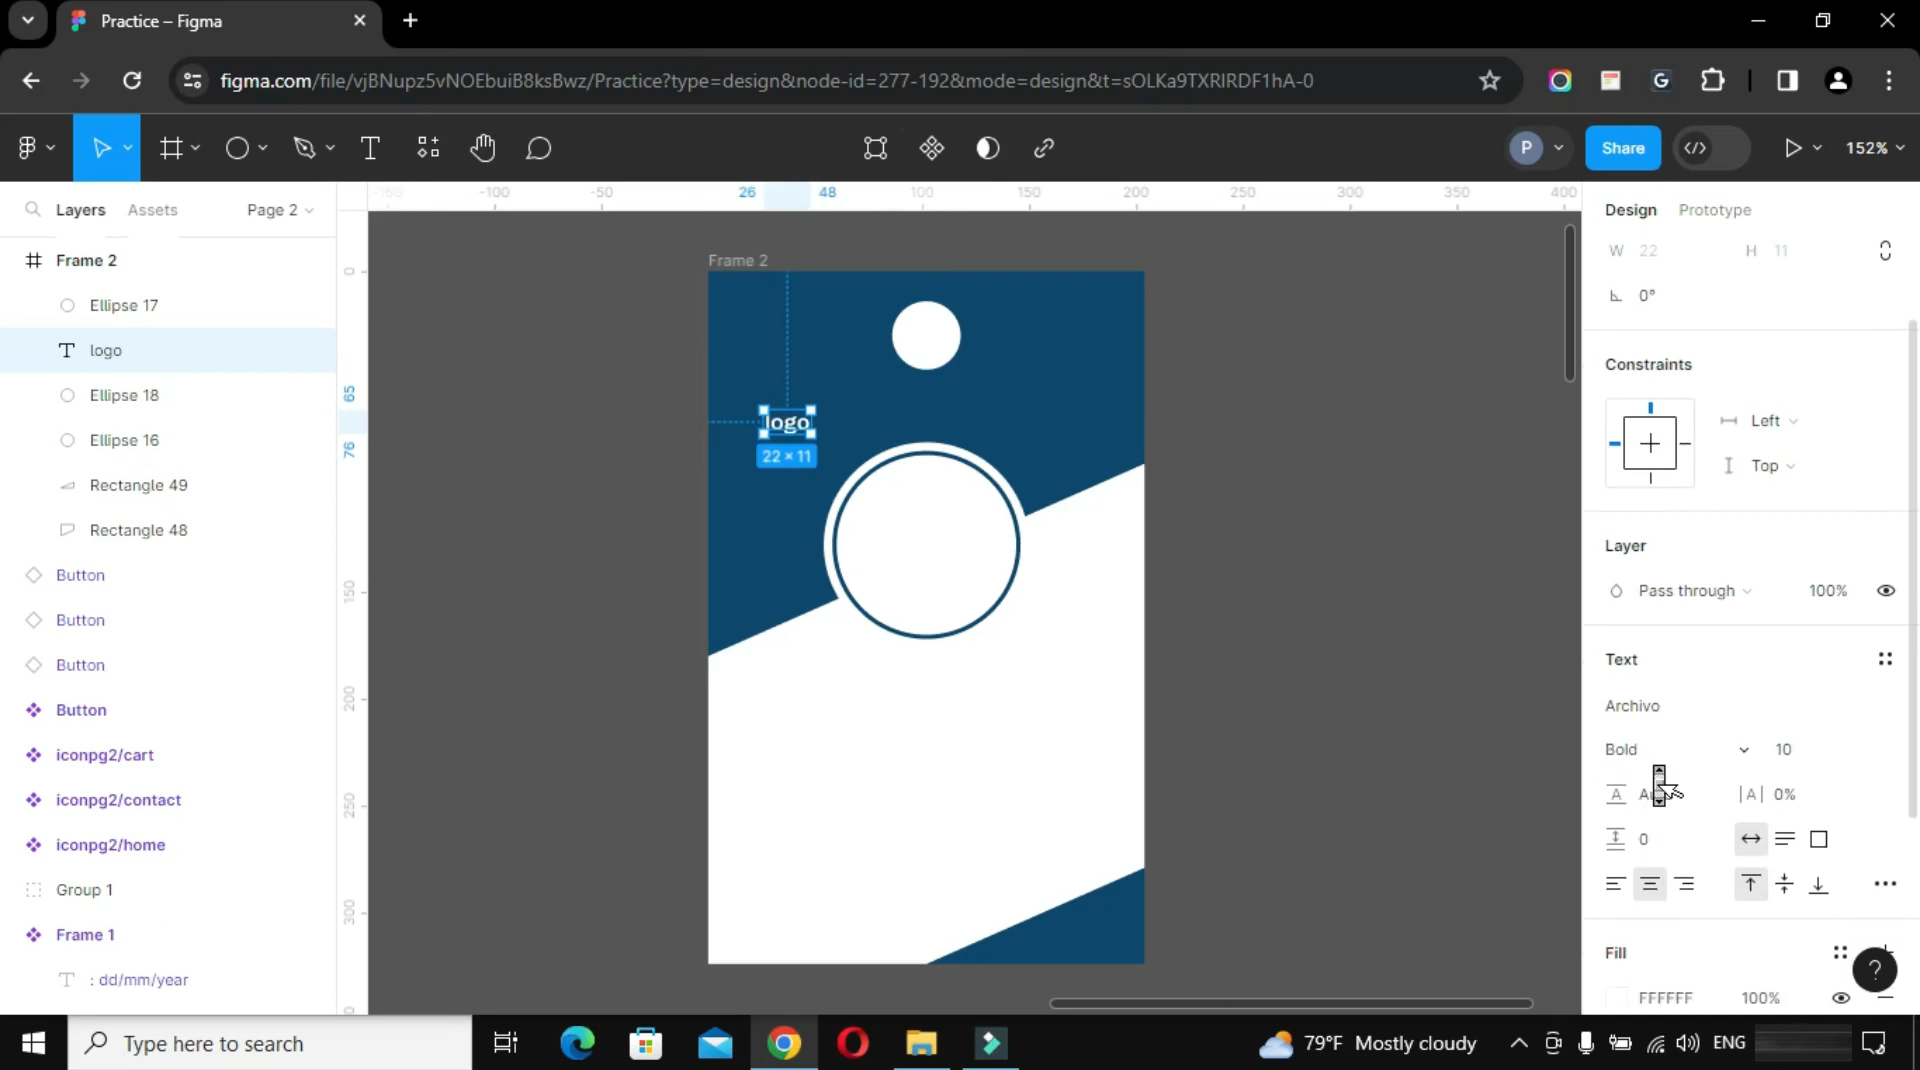 Practice – Figma
figma.com/file/vjBNupz5vNOEbuiB8ksBwz/Practice?type=design&node-id=277-192&mode=design&t=sOLKa9TXRIRDF1hA-0
P
Share
152%
Layers
Assets
Page 2
Frame 2
Ellipse 17
logo
Ellipse 18
Ellipse 16
Rectangle 49
Rectangle 48
Button
Button
Button
Button
iconpg2/cart
iconpg2/contact
iconpg2/home
Group 1
Frame 1
: dd/mm/year
-100 -50 26 48 100 150 200 250 300 350 400
0
65
76
150
200
250
300
Frame 2
logo
22 × 11
Design
Prototype
W 22 H 11
0°
Constraints
Left
Top
Layer
Pass through 100%
Text
Archivo
Bold 10
A |A| 0%
0
Fill
FFFFFF 100%
?
Type here to search
79°F Mostly cloudy
ENG